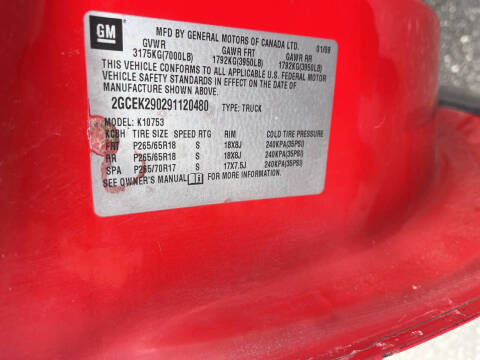 GM
MFD BY GENERAL MOTORS OF CANADA LTD. 01/09
GVWR GAWR FRT GAWR RR
3175KG(7000LB) 1792KG(3950LB) 1792KG(3950LB)
THIS VEHICLE CONFORMS TO ALL APPLICABLE U.S. FEDERAL MOTOR
VEHICLE SAFETY STANDARDS IN EFFECT ON THE DATE OF
MANUFACTURE SHOWN ABOVE.
2GCEK290291120480 TYPE: TRUCK
MODEL: K10753
KCBH TIRE SIZE SPEED RTG RIM COLD TIRE PRESSURE
FRT P265/65R18 S 18X8J 240KPA(35PSI)
RR P265/65R18 S 18X8J 240KPA(35PSI)
SPA P265/70R17 S 17X7.5J 240KPA(35PSI)
SEE OWNER'S MANUAL FOR MORE INFORMATION.